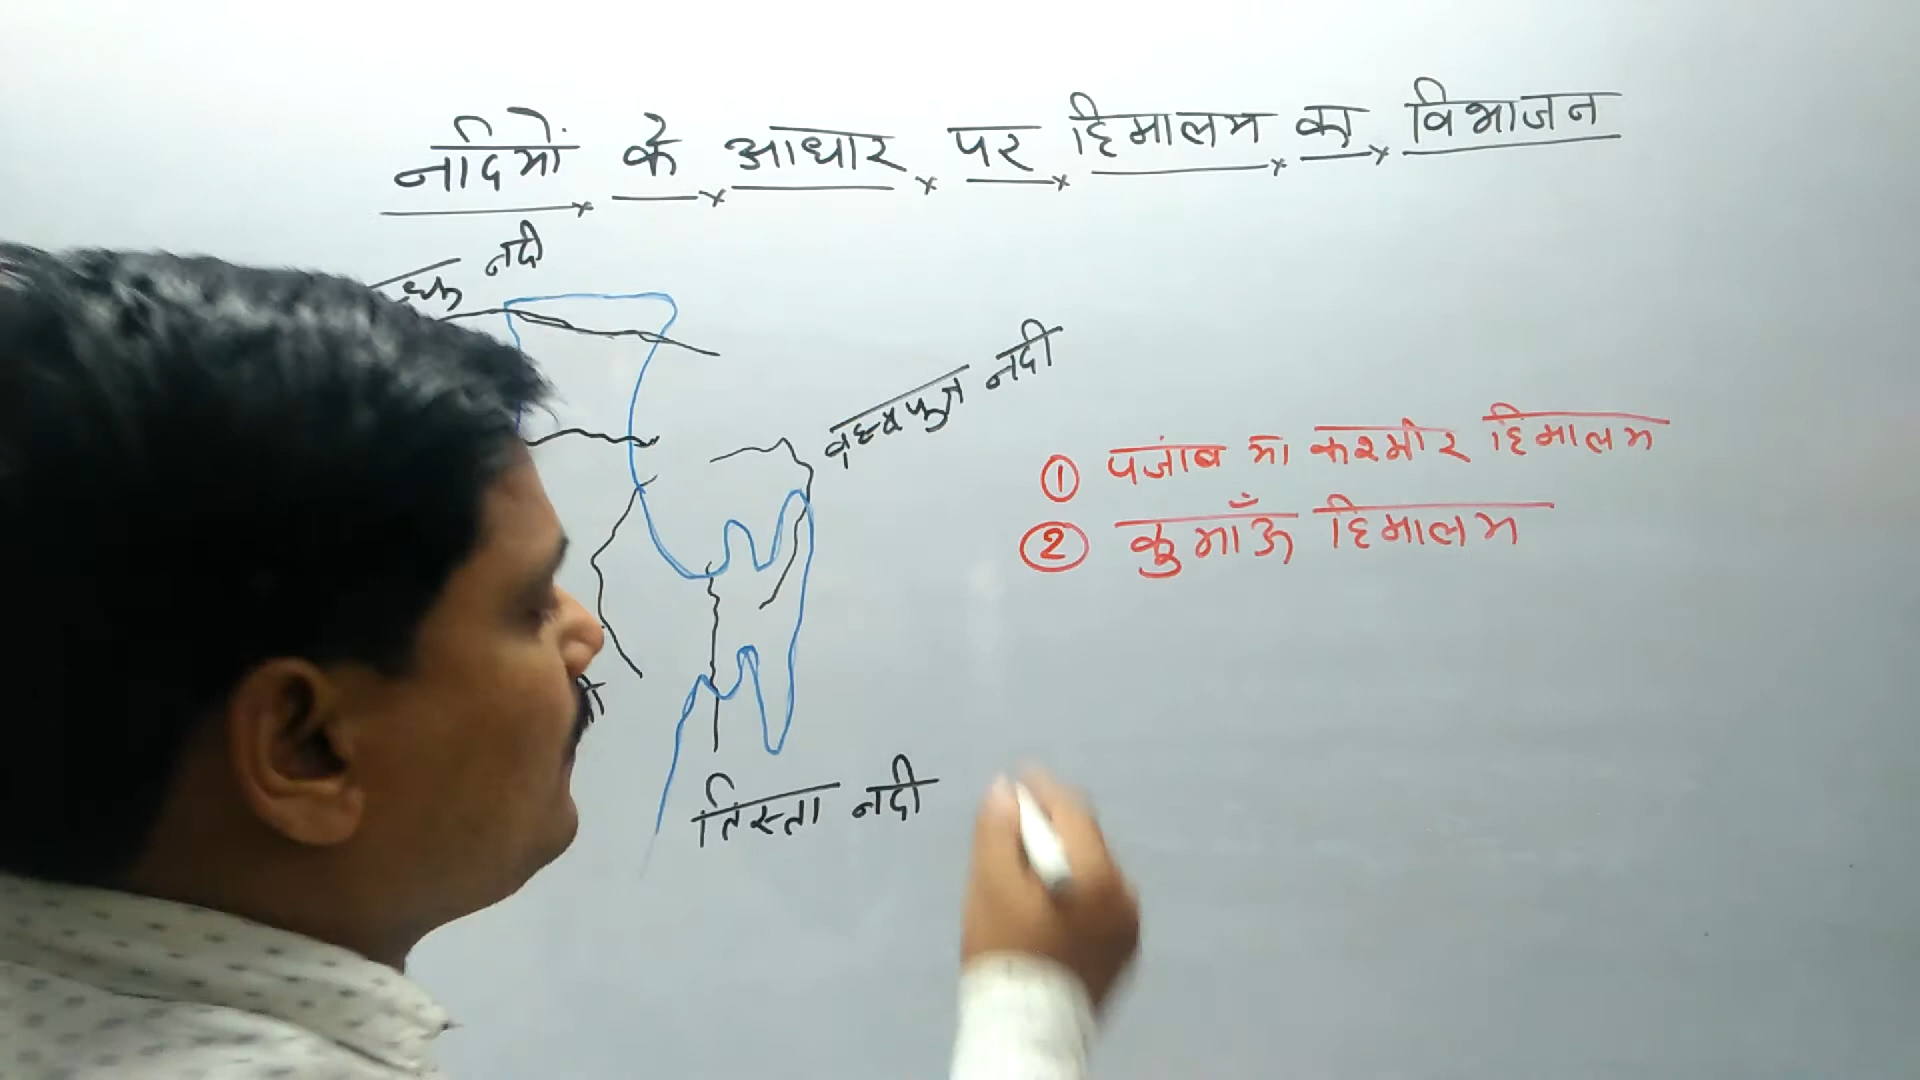 नदियों के आधार पर हिमालय का विभाजन
नदी
ब्रह्मपुत्र नदी
① पंजाब या कश्मीर हिमालय
② कुमाँऊ हिमालय
तिस्ता नदी